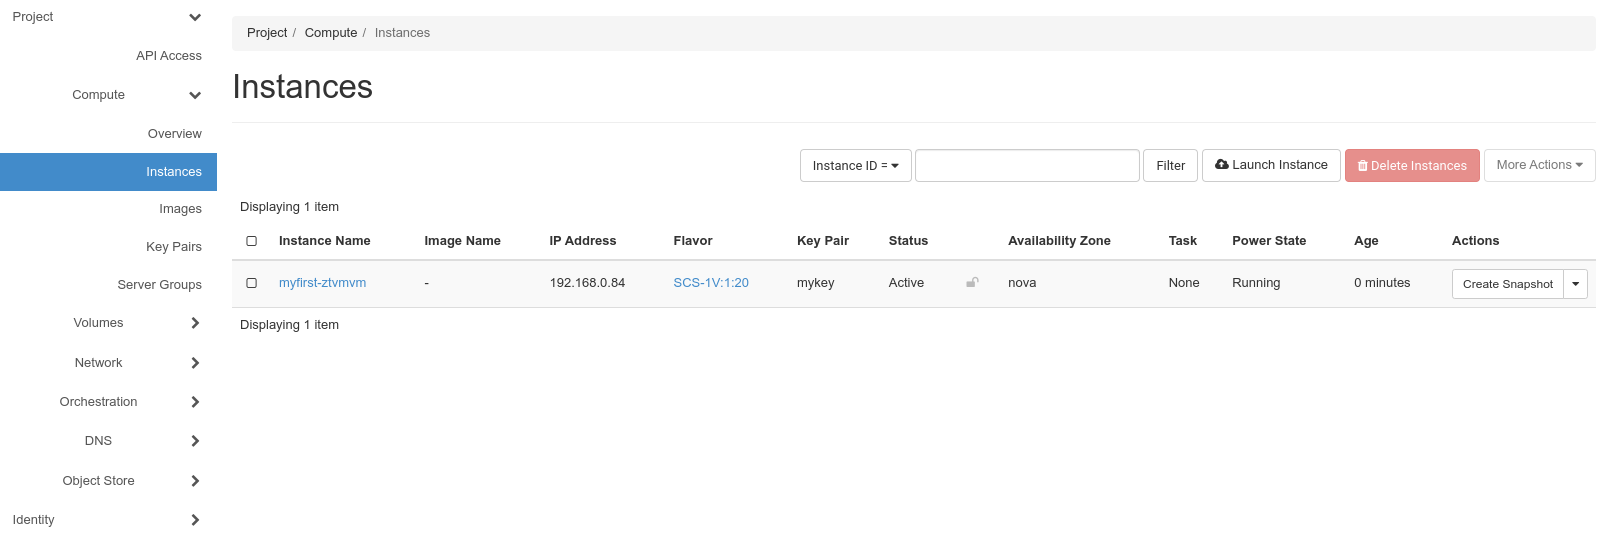 Project
API Access
Compute
Overview
Instances
Images
Key Pairs
Server Groups
Volumes
Network
Orchestration
DNS
Object Store
Identity
Project / Compute / Instances
Instances
Instance ID = Filter Launch Instance Delete Instances More Actions
Displaying 1 item
Instance Name Image Name IP Address Flavor Key Pair Status Availability Zone Task Power State Age Actions
myfirst-ztvmvm - 192.168.0.84 SCS-1V:1:20 mykey Active nova None Running 0 minutes Create Snapshot
Displaying 1 item